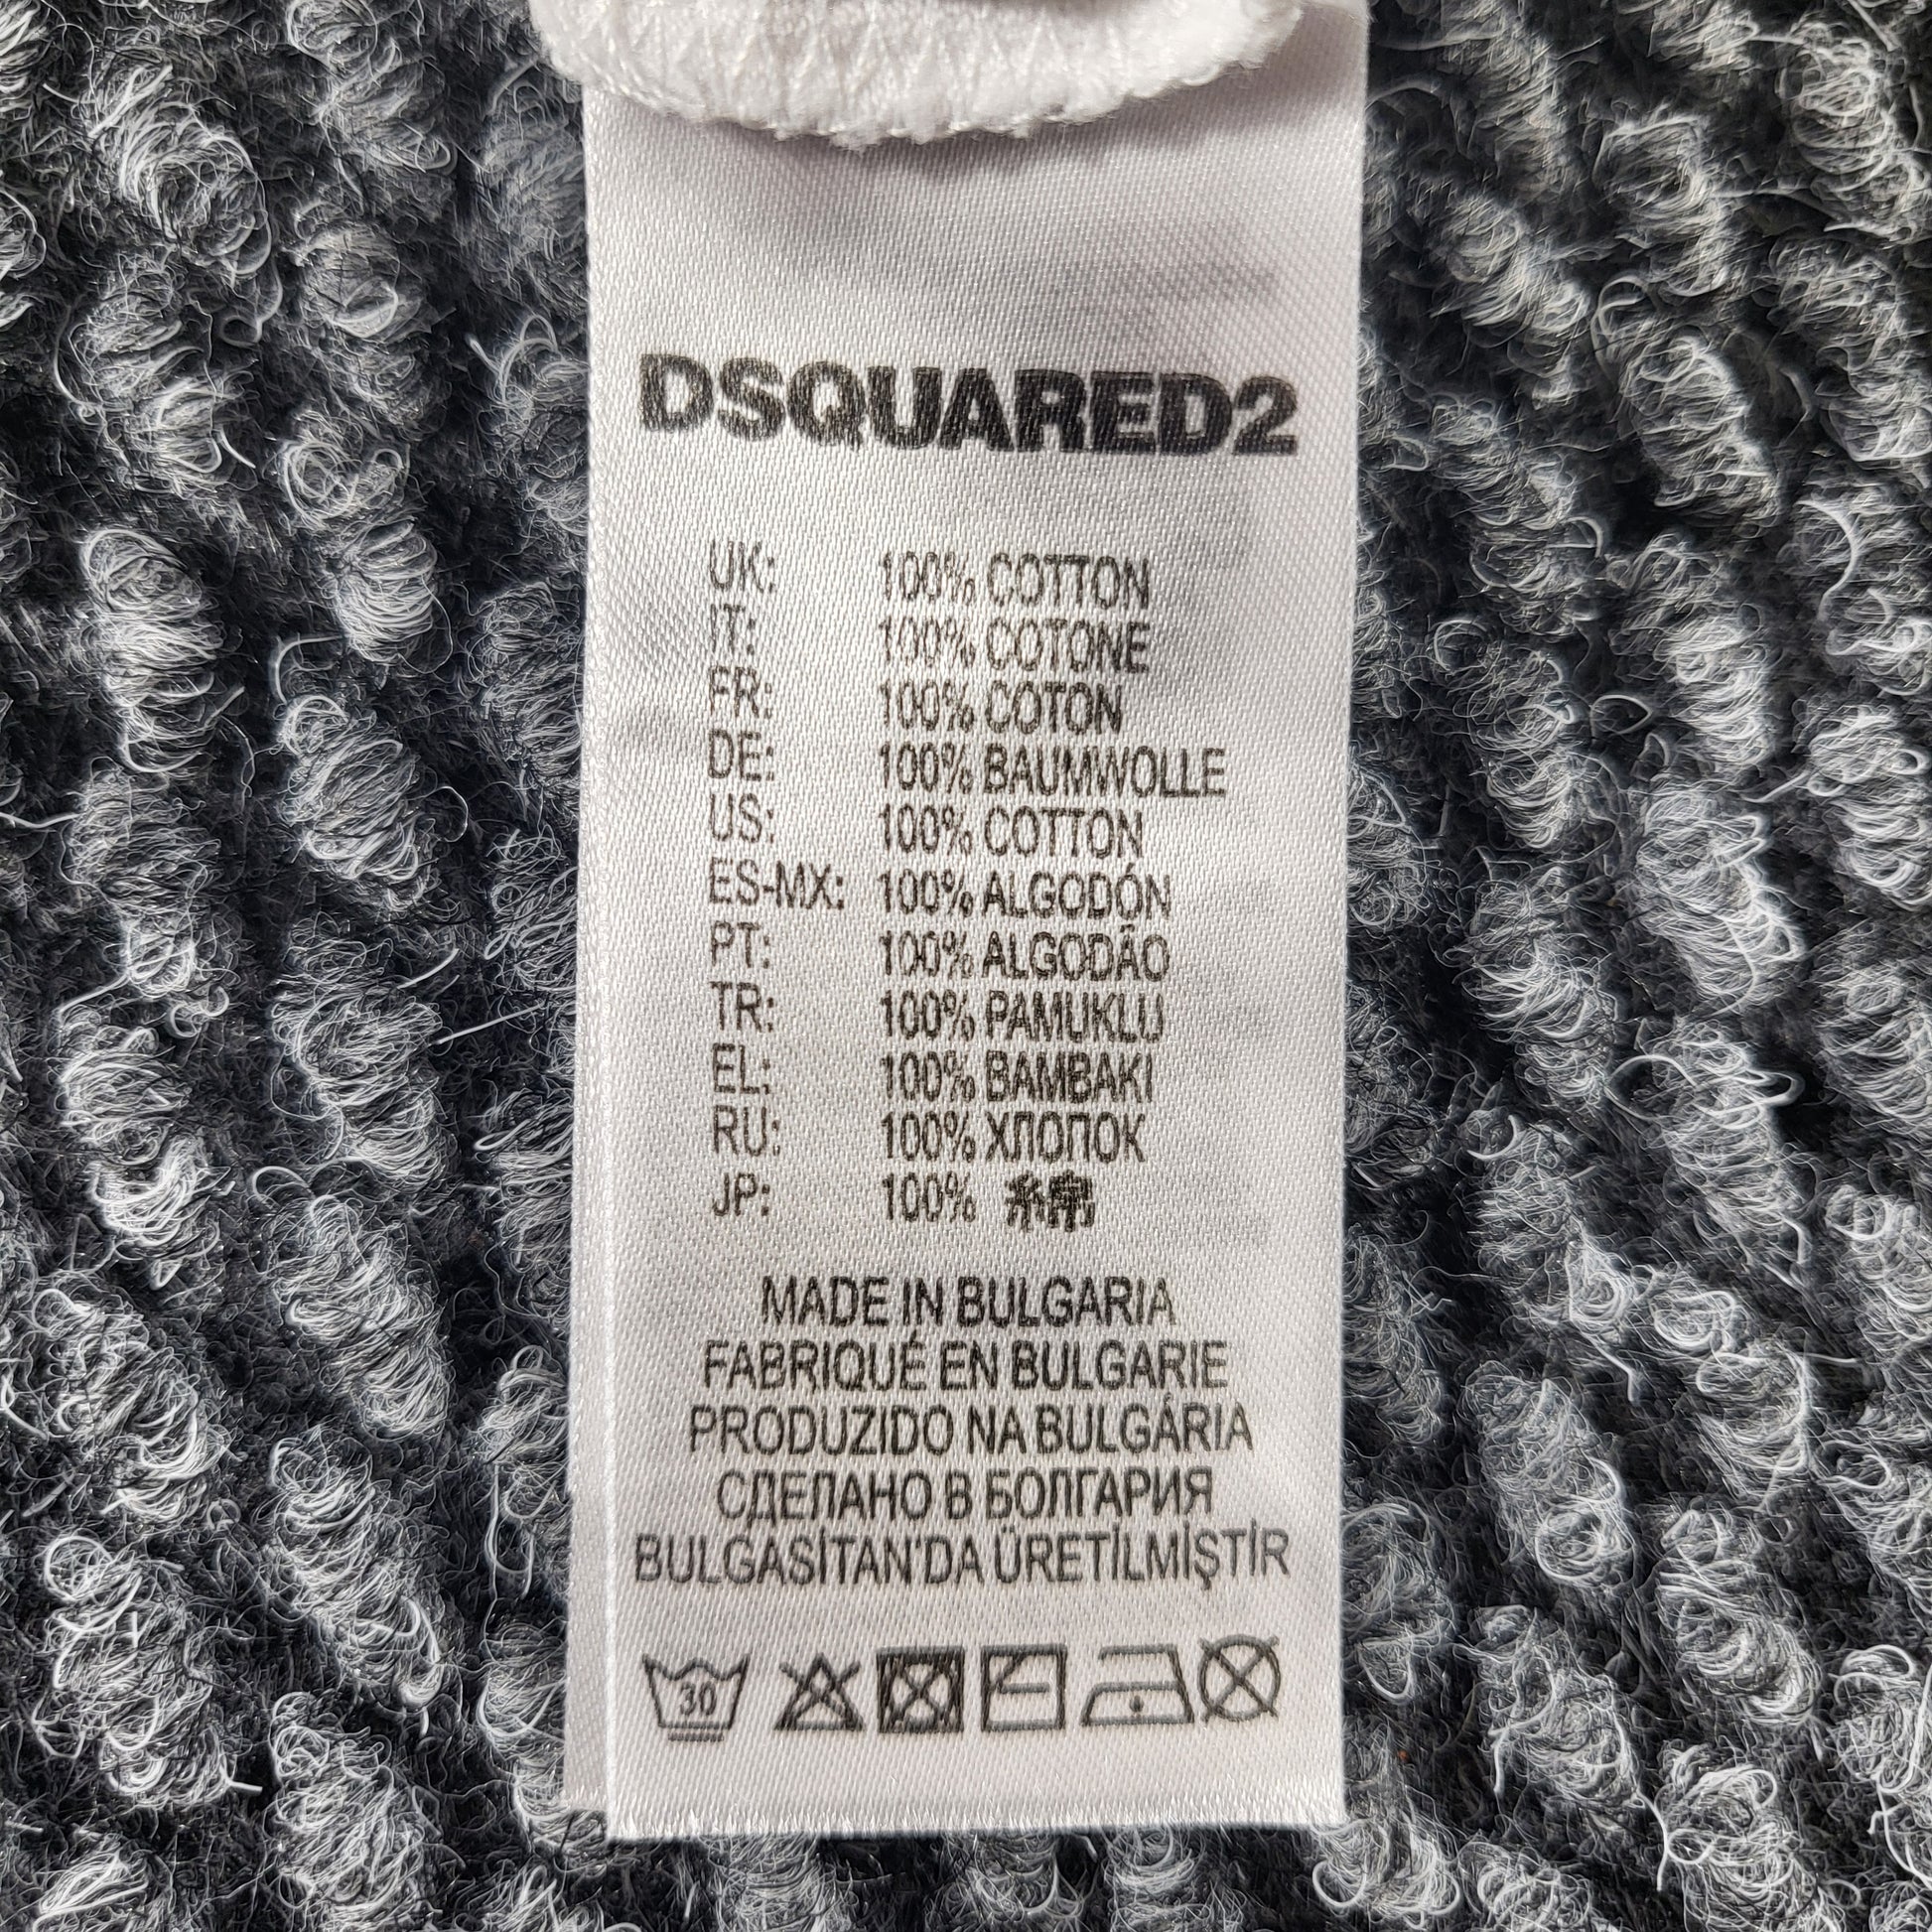 DSQUARED2
UK: 100% COTTON
IT: 100% COTONE
FR: 100% COTON
DE: 100% BAUMWOLLE
US: 100% COTTON
ES-MX: 100% ALGODÓN
PT: 100% ALGODÃO
TR: 100% PAMUKLU
EL: 100% BAMBAKI
RU: 100% ХЛОПОК
JP: 100% 綿
MADE IN BULGARIA
FABRIQUÉ EN BULGARIE
PRODUZIDO NA BULGÁRIA
СДЕЛАНО В БОЛГАРИЯ
BULGASİTAN'DA ÜRETİLMİŞTİR
30